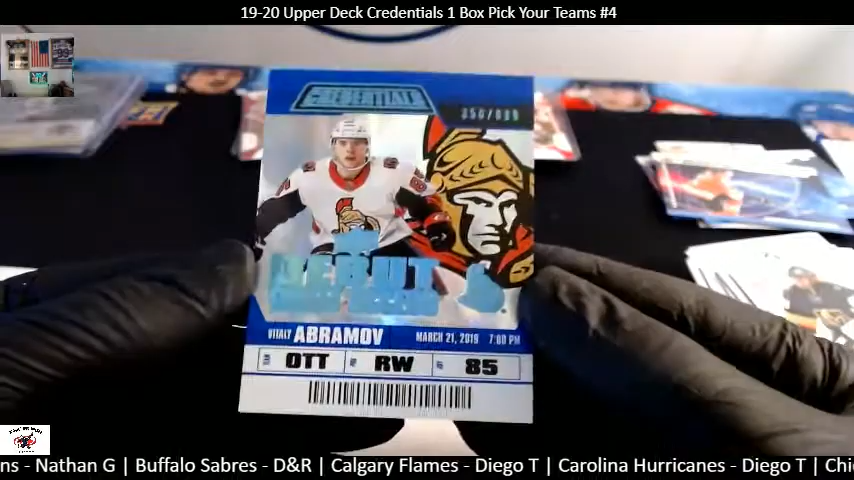 19-20 Upper Deck Credentials 1 Box Pick Your Teams #4
CREDENTIALS
DEBUT
VITALY ABRAMOV
MARCH 21, 2019 7:00 PM
OTT RW 85
ns - Nathan G | Buffalo Sabres - D&R | Calgary Flames - Diego T | Carolina Hurricanes - Diego T | Chi